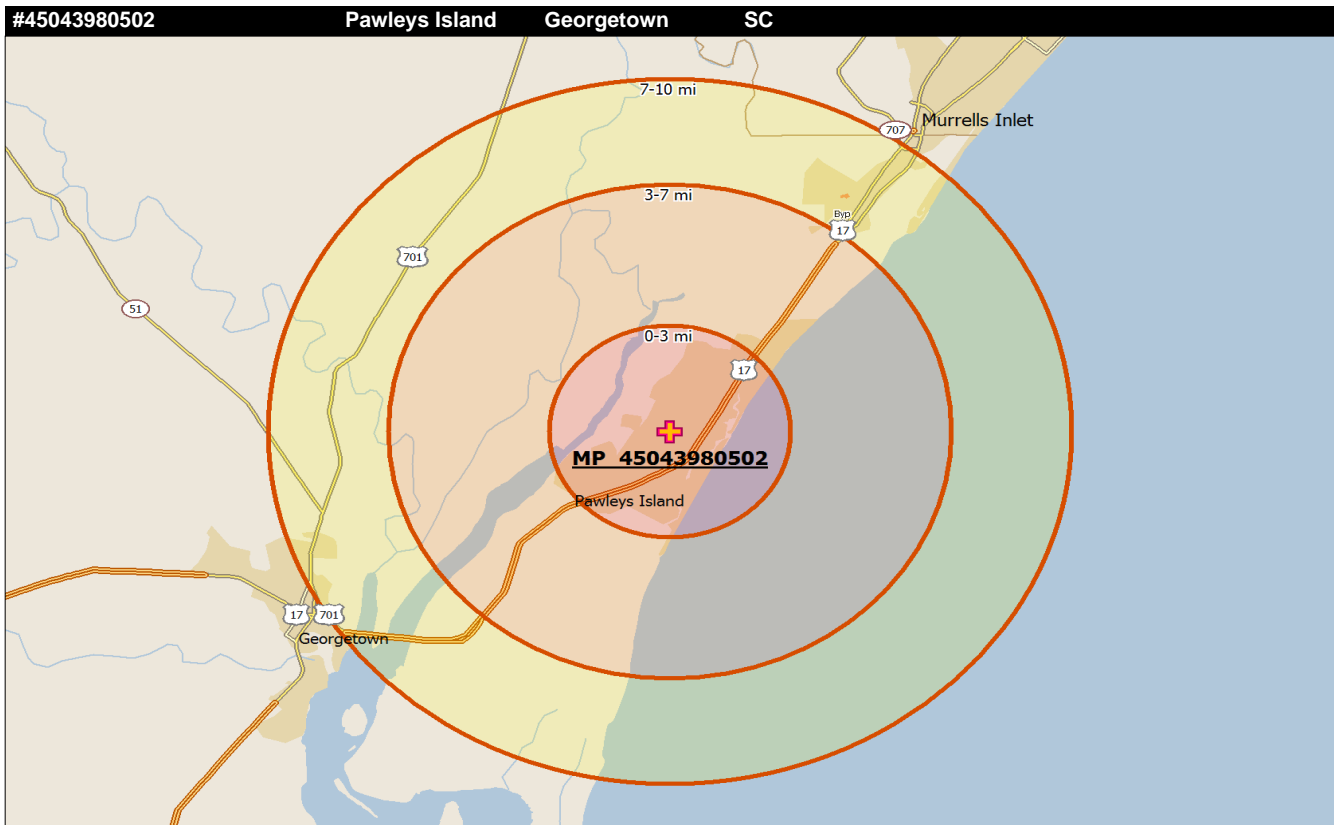 #45043980502 Pawleys Island Georgetown SC
7-10 mi
707 Murrells Inlet
3-7 mi
Byp
17
701
51
0-3 mi
17
MP 45043980502
Pawleys Island
17 701
Georgetown